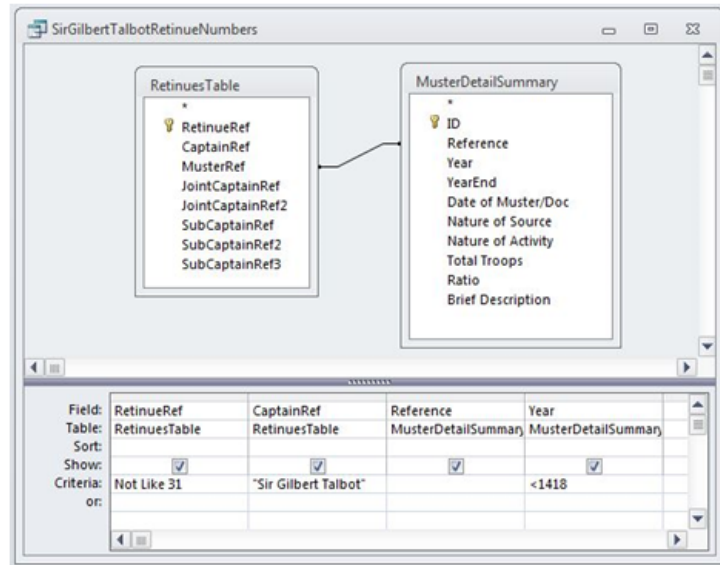 SirGilbertTalbotRetinueNumbers
RetinuesTable
*
RetinueRef
CaptainRef
MusterRef
JointCaptainRef
JointCaptainRef2
SubCaptainRef
SubCaptainRef2
SubCaptainRef3
MusterDetailSummary
*
ID
Reference
Year
YearEnd
Date of Muster/Doc
Nature of Source
Nature of Activity
Total Troops
Ratio
Brief Description
Field: RetinueRef CaptainRef Reference Year
Table: RetinuesTable RetinuesTable MusterDetailSummary MusterDetailSummary
Sort:
Show:
Criteria: Not Like 31 "Sir Gilbert Talbot" <1418
or: